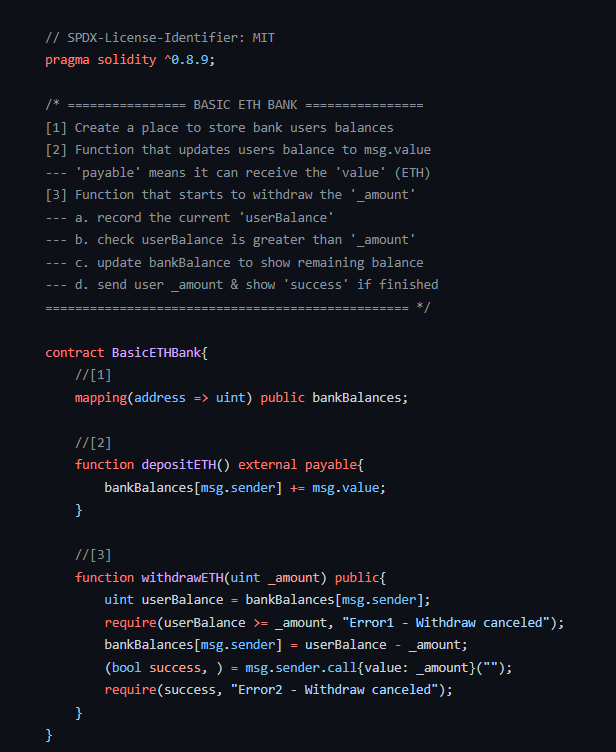 // SPDX-License-Identifier: MIT
pragma solidity ^0.8.9;
/* ================ BASIC ETH BANK ================
[1] Create a place to store bank users balances
[2] Function that updates users balance to msg.value
--- 'payable' means it can receive the 'value' (ETH)
[3] Function that starts to withdraw the '_amount'
--- a. record the current 'userBalance'
--- b. check userBalance is greater than '_amount'
--- c. update bankBalance to show remaining balance
--- d. send user _amount & show 'success' if finished
================================================= */
contract BasicETHBank{
    //[1]
    mapping(address => uint) public bankBalances;
    //[2]
    function depositETH() external payable{
        bankBalances[msg.sender] += msg.value;
    }
    //[3]
    function withdrawETH(uint _amount) public{
        uint userBalance = bankBalances[msg.sender];
        require(userBalance >= _amount, "Error1 - Withdraw canceled");
        bankBalances[msg.sender] = userBalance - _amount;
        (bool success, ) = msg.sender.call{value: _amount}("");
        require(success, "Error2 - Withdraw canceled");
    }
}